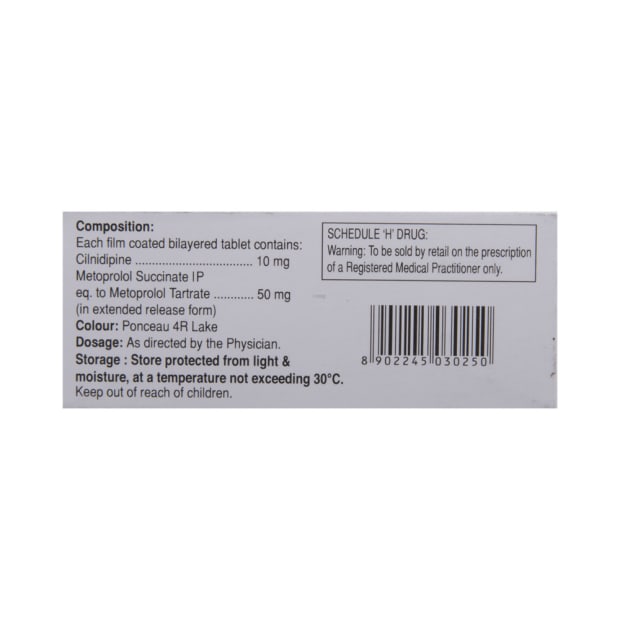 Composition:
Each film coated bilayered tablet contains:
Cilnidipine .................................. 10 mg
Metoprolol Succinate IP
eq. to Metoprolol Tartrate ............ 50 mg
(in extended release form)
Colour: Ponceau 4R Lake
Dosage: As directed by the Physician.
Storage : Store protected from light &
moisture, at a temperature not exceeding 30°C.
Keep out of reach of children.
SCHEDULE 'H' DRUG:
Warning: To be sold by retail on the prescription
of a Registered Medical Practitioner only.
8 902245 030250